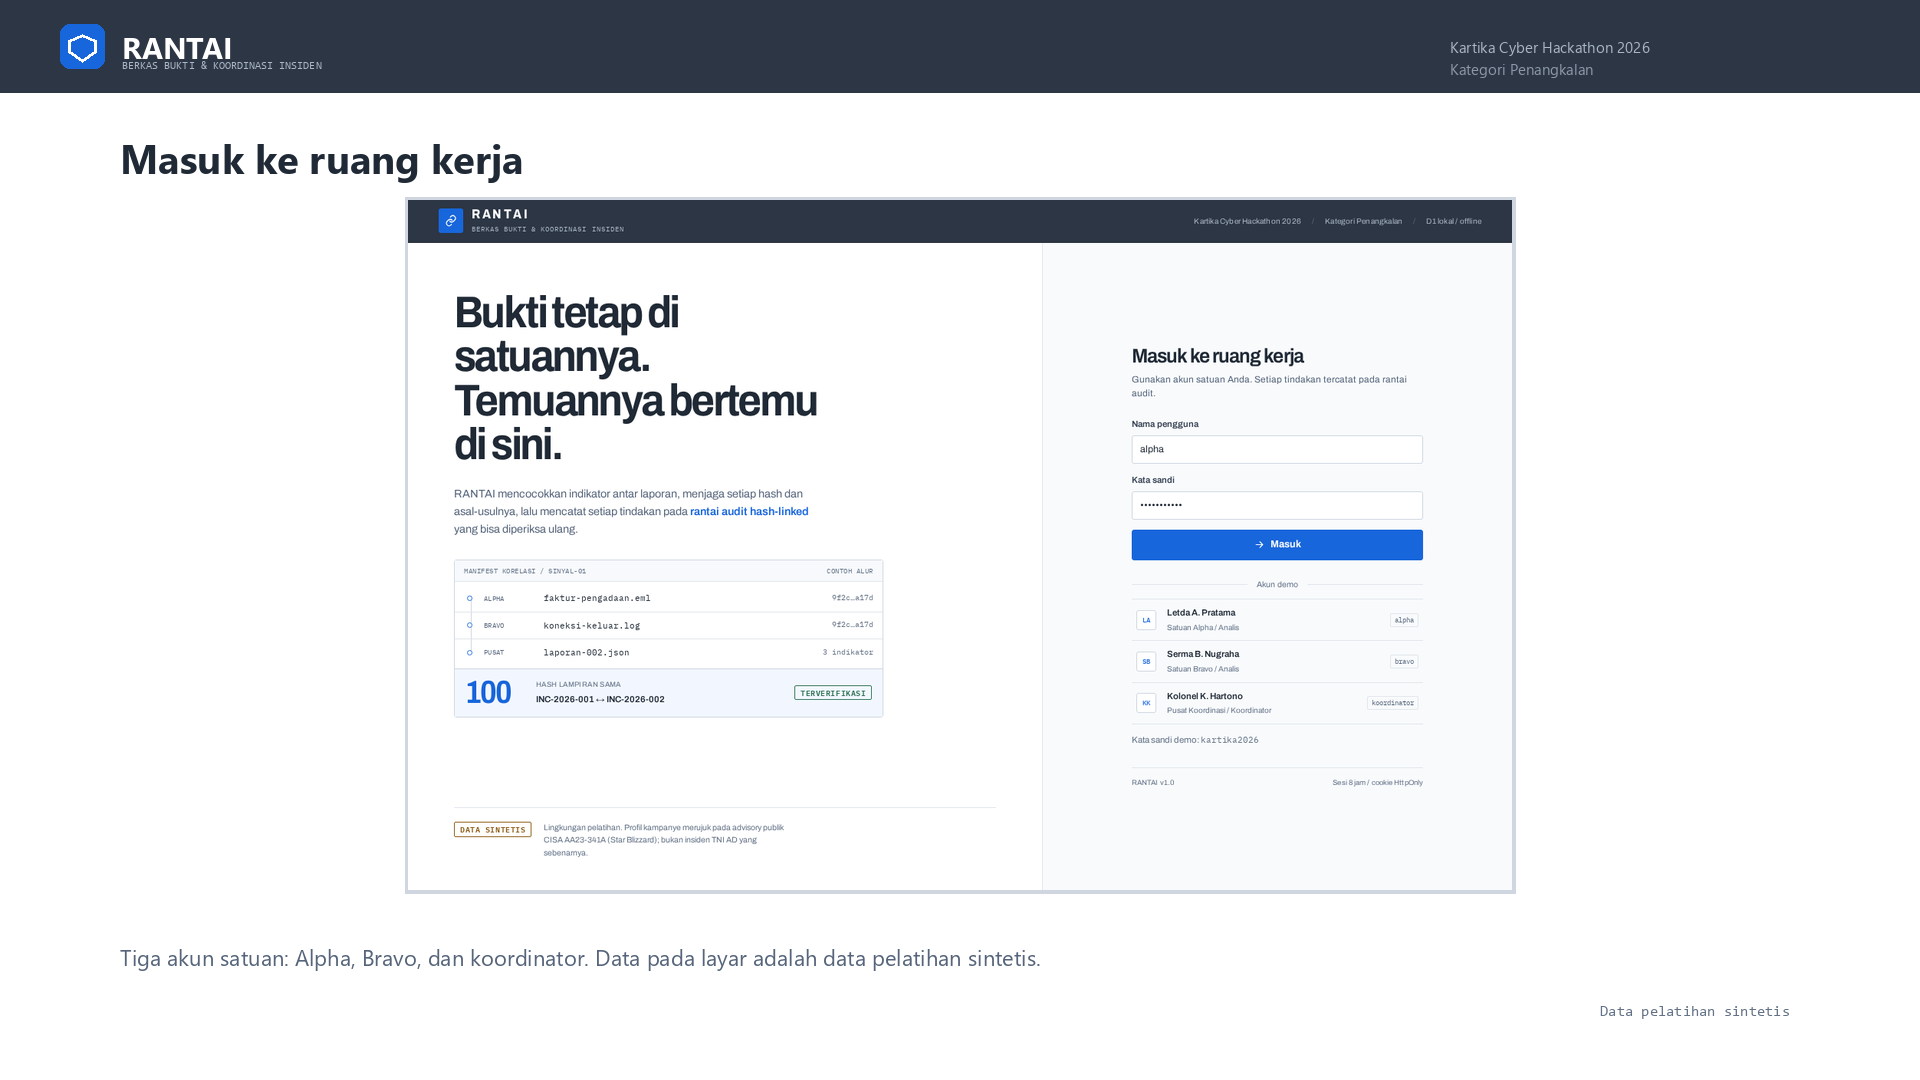 RANTAI
BERKAS BUKTI & KOORDINASI INSIDEN
Kartika Cyber Hackathon 2026
Kategori Penangkalan
Masuk ke ruang kerja
RANTAI
BERKAS BUKTI & KOORDINASI INSIDEN
Kartika Cyber Hackathon 2026 / Kategori Penangkalan / D1 lokal / offline
Bukti tetap di
satuannya.
Temuannya bertemu
di sini.
RANTAI mencocokkan indikator antar laporan, menjaga setiap hash dan
asal-usulnya, lalu mencatat setiap tindakan pada rantai audit hash-linked
yang bisa diperiksa ulang.
MANIFEST KORELASI / SINYAL-01 CONTOH ALUR
ALPHA faktur-pengadaan.eml 9f2c…a17d
BRAVO koneksi-keluar.log 9f2c…a17d
PUSAT laporan-002.json 3 indikator
100
HASH LAMPIRAN SAMA
INC-2026-001 ↔ INC-2026-002
TERVERIFIKASI
DATA SINTETIS
Lingkungan pelatihan. Profil kampanye merujuk pada advisory publik
CISA AA23-341A (Star Blizzard); bukan insiden TNI AD yang
sebenarnya.
Masuk ke ruang kerja
Gunakan akun satuan Anda. Setiap tindakan tercatat pada rantai
audit.
Nama pengguna
alpha
Kata sandi
•••••••••••
→ Masuk
Akun demo
LA Letda A. Pratama alpha
Satuan Alpha / Analis
SB Serma B. Nugraha bravo
Satuan Bravo / Analis
KK Kolonel K. Hartono koordinator
Pusat Koordinasi / Koordinator
Kata sandi demo: kartika2026
RANTAI v1.0 Sesi 8 jam / cookie HttpOnly
Tiga akun satuan: Alpha, Bravo, dan koordinator. Data pada layar adalah data pelatihan sintetis.
Data pelatihan sintetis